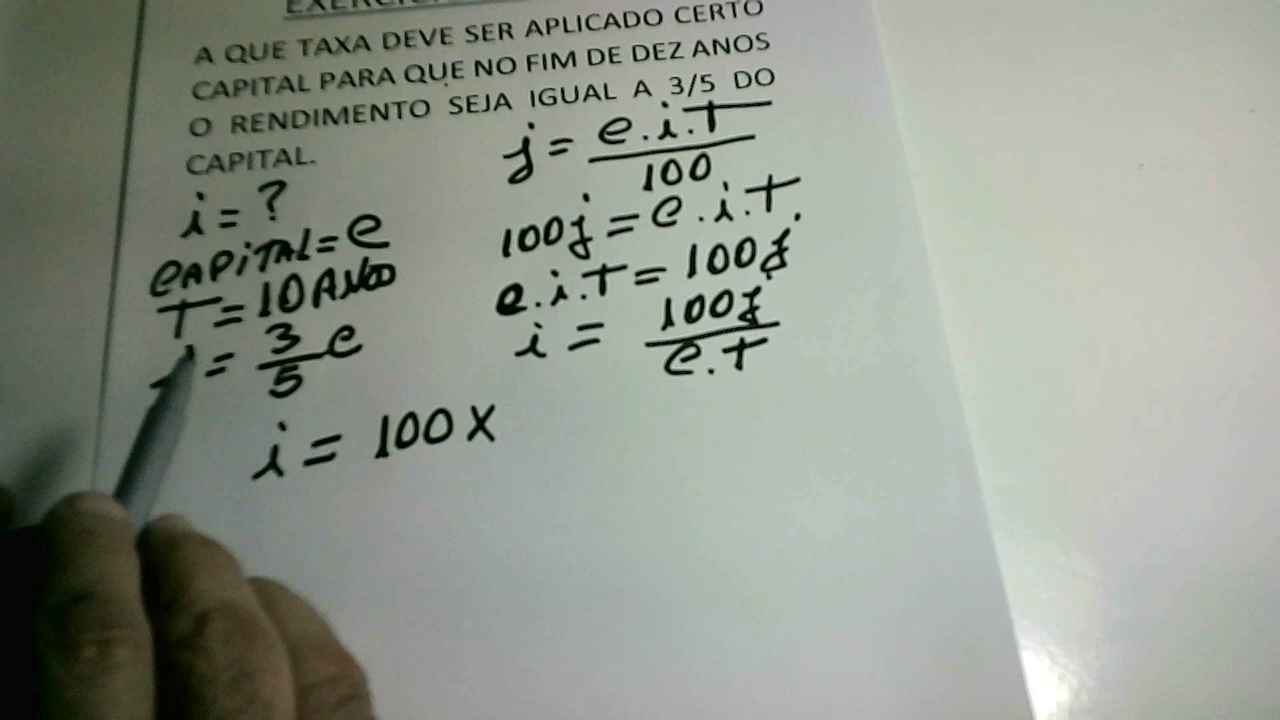 A QUE TAXA DEVE SER APLICADO CERTO
CAPITAL PARA QUE NO FIM DE DEZ ANOS
O RENDIMENTO SEJA IGUAL A 3/5 DO
CAPITAL.
i = ?
CAPITAL = C
T = 10 ANOS
= 3/5 C
i = 100 X
j = C.i.T / 100
100j = C.i.T.
C.i.T = 100j
i = 100j / C.T